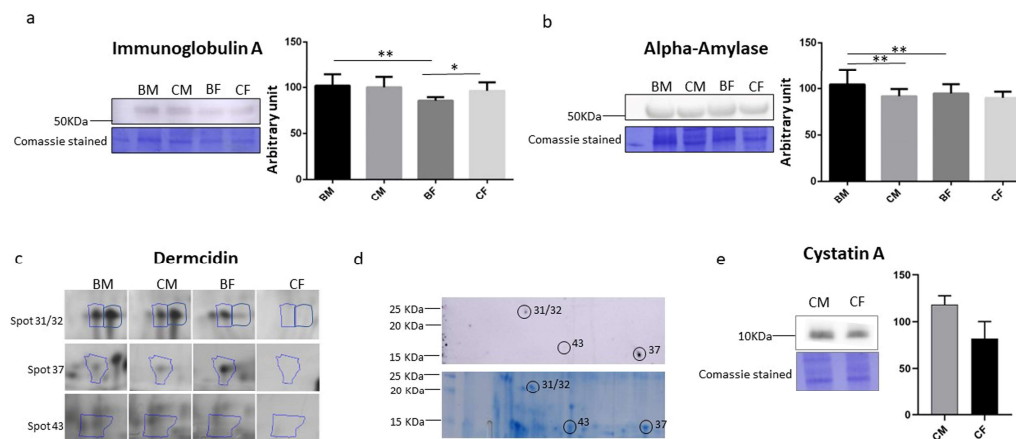 a
Immunoglobulin A
BM CM BF CF
50KDa
Comassie stained
Arbitrary unit
150
100
50
0
** 
*
BM CM BF CF
b
Alpha-Amylase
BM CM BF CF
50KDa
Comassie stained
Arbitrary unit
150
100
50
0
**
**
BM CM BF CF
c
Dermcidin
BM CM BF CF
Spot 31/32
Spot 37
Spot 43
d
25 KDa
20 KDa
15 KDa
31/32
43
37
25 KDa
20 KDa
15 KDa
31/32
43
37
e
Cystatin A
CM CF
10KDa
Comassie stained
150
100
50
0
CM CF